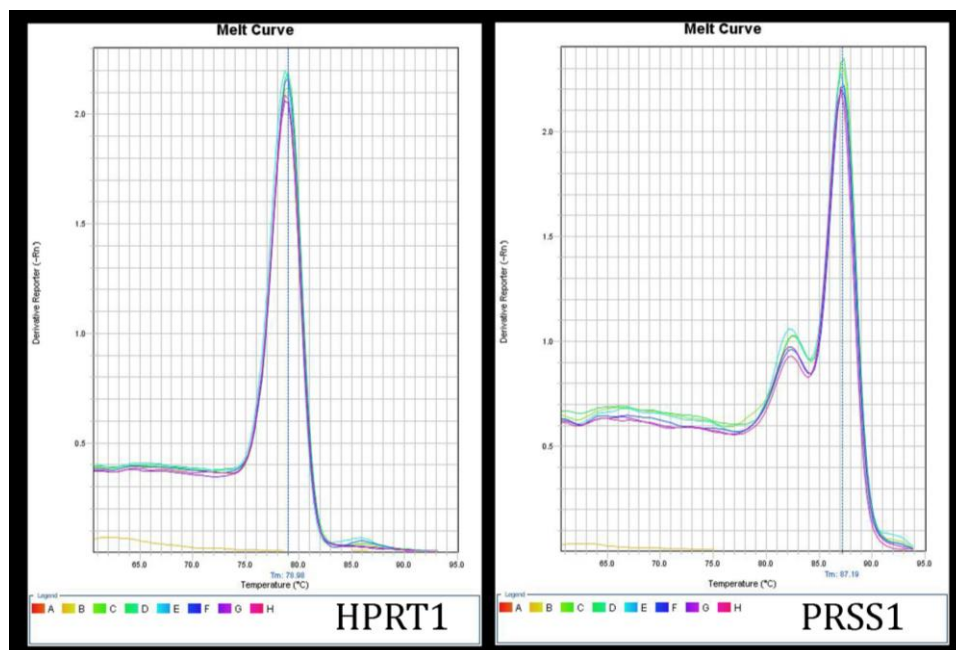 Melt Curve
2.0
1.5
1.0
0.5
Derivative Reporter (-Rn')
65.0 70.0 75.0 80.0 85.0 90.0 95.0
Tm: 78.98
Temperature (°C)
Legend
A B C D E F G H
HPRT1
Melt Curve
2.0
1.5
1.0
0.5
Derivative Reporter (-Rn')
65.0 70.0 75.0 80.0 85.0 90.0 95.0
Tm: 87.19
Temperature (°C)
Legend
A B C D E F G H
PRSS1